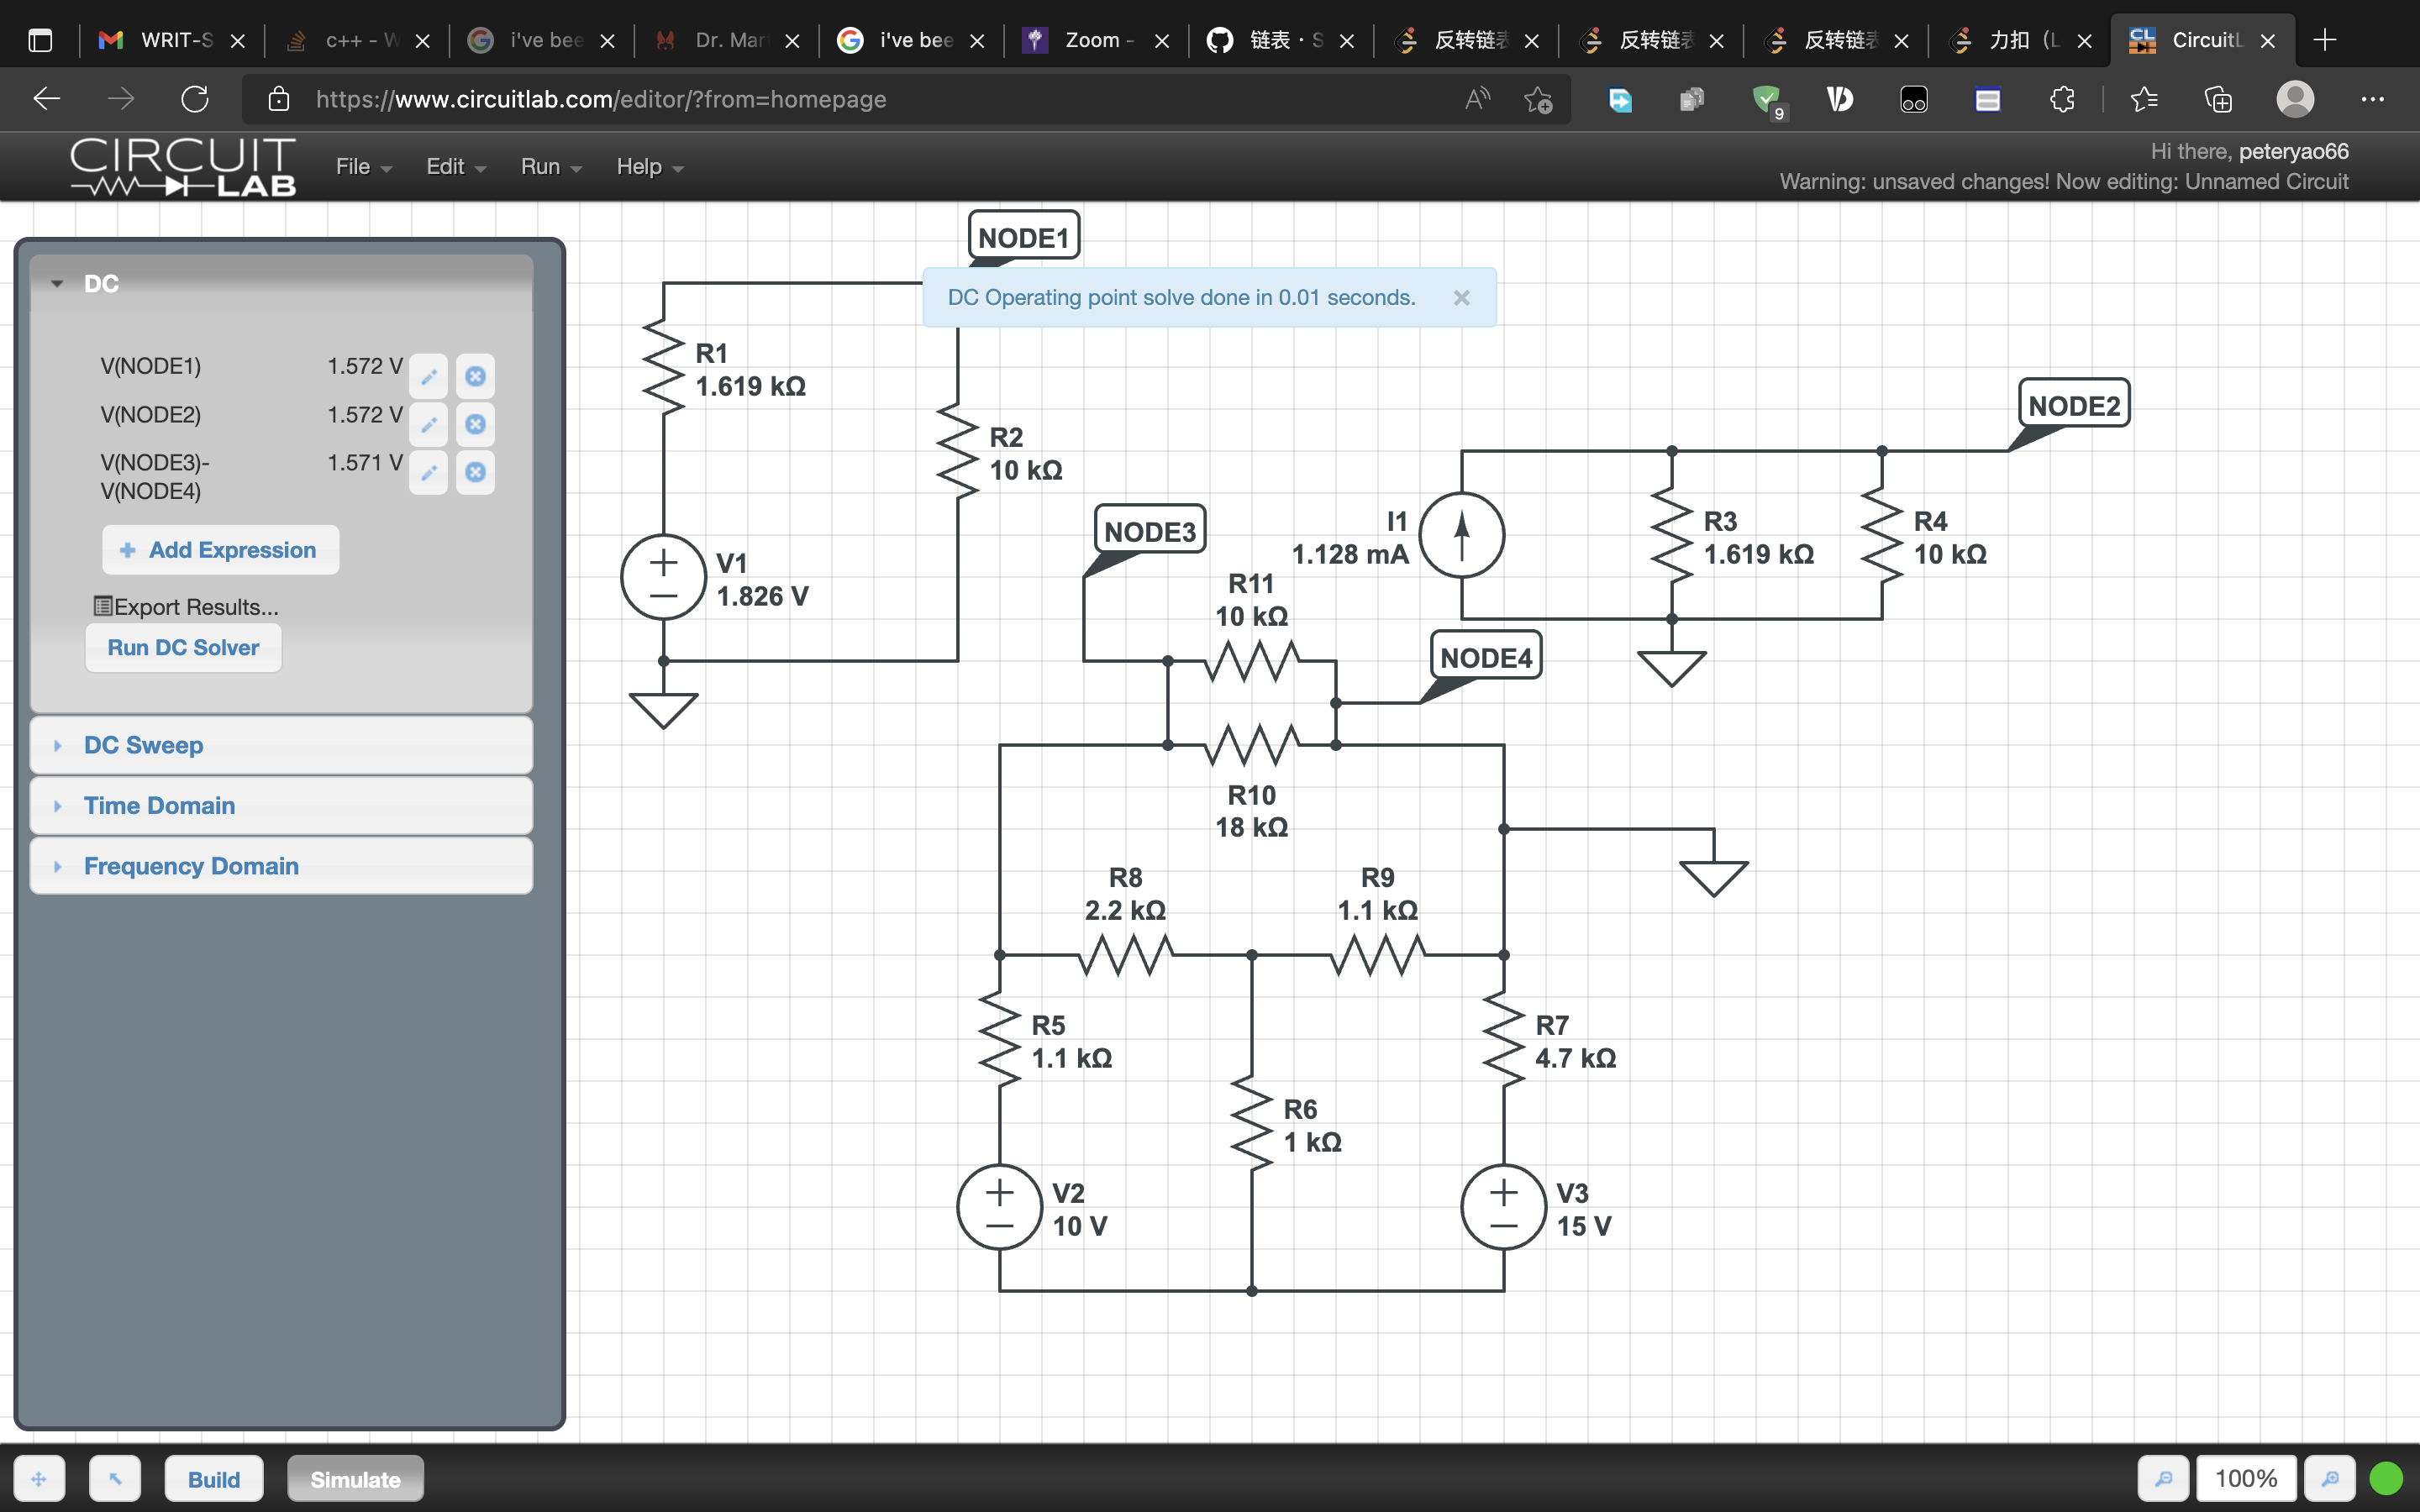 WRIT-S
c++ - W
i've bee
Dr. Mar
i've bee
Zoom -
链表 · S
反转链表
反转链表
反转链表
力扣 (L
CircuitL
https://www.circuitlab.com/editor/?from=homepage
9
CIRCUIT
LAB
File
Edit
Run
Help
Hi there, peteryao66
Warning: unsaved changes! Now editing: Unnamed Circuit
DC
V(NODE1) 1.572 V
V(NODE2) 1.572 V
V(NODE3)- 1.571 V
V(NODE4)
Add Expression
Export Results...
Run DC Solver
DC Sweep
Time Domain
Frequency Domain
NODE1
DC Operating point solve done in 0.01 seconds.
R1
1.619 kΩ
R2
10 kΩ
V1
1.826 V
NODE2
I1
1.128 mA
R3
1.619 kΩ
R4
10 kΩ
NODE3
R11
10 kΩ
NODE4
R10
18 kΩ
R8
2.2 kΩ
R9
1.1 kΩ
R5
1.1 kΩ
R7
4.7 kΩ
R6
1 kΩ
V2
10 V
V3
15 V
Build
Simulate
100%